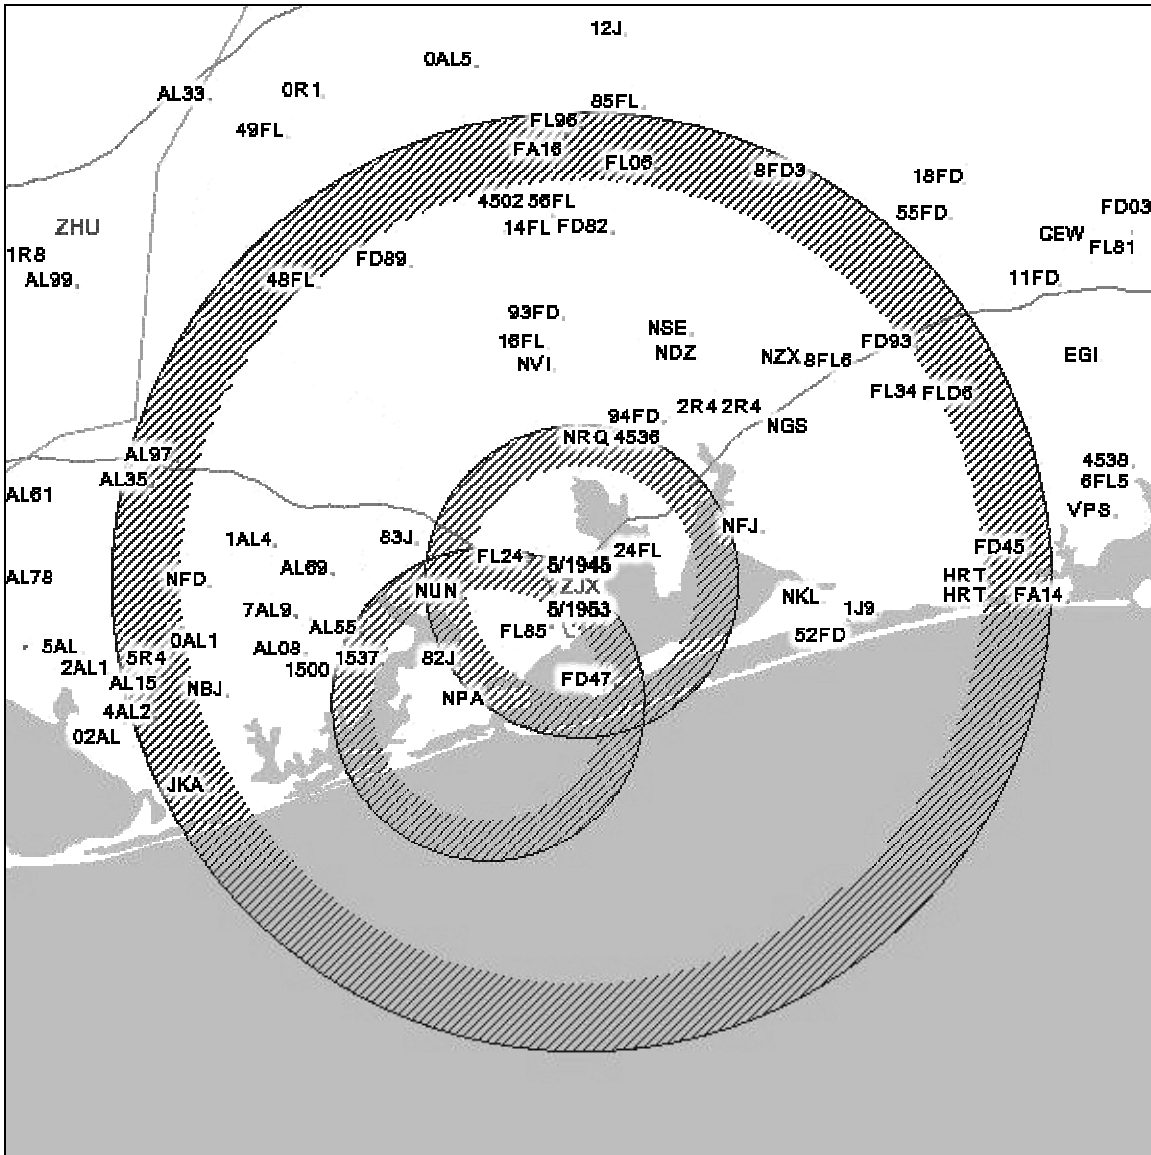 12J
0AL5
AL33
0R1
85FL
FL96
49FL
FA16
FL06
8FD3
18FD
4502 56FL
FD03
55FD
ZHU
14FL FD82
CEW
FL81
1R8
FD89
AL99
48FL
11FD
93FD
NSE
16FL
FD93
NDZ
NZX 8FL6
EGI
NVI
FL34 FLD6
2R4 2R4
94FD
NGS
NRQ 4536
AL97
4538
AL35
6FL5
AL61
VPS
NFJ
1AL4
83J
24FL
FD45
FL24
5/1945
AL69
AL78
NFD
HRT
ZJX
NUN
HRT
NKL
FA14
7AL9
5/1953
1J9
AL55
FL85
52FD
0AL1
5AL
AL08
5R4
1537
82J
2AL1
1500
FD47
AL15
NBJ
NPA
4AL2
02AL
JKA